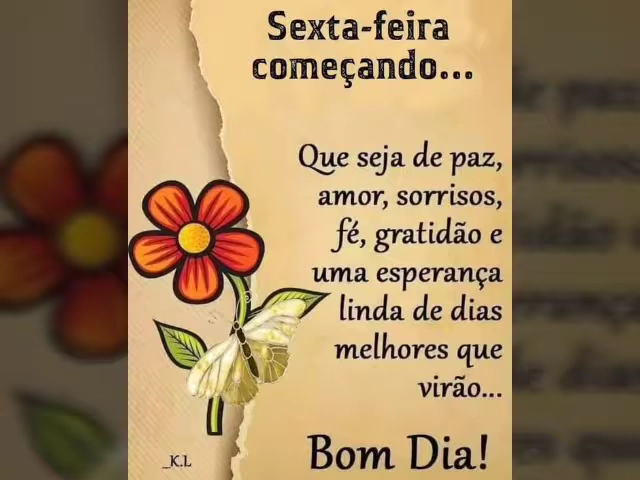 Sexta-feira
começando...
Que seja de paz,
amor, sorrisos,
fé, gratidão e
uma esperança
linda de dias
melhores que
virão...
Bom Dia!
_K.L